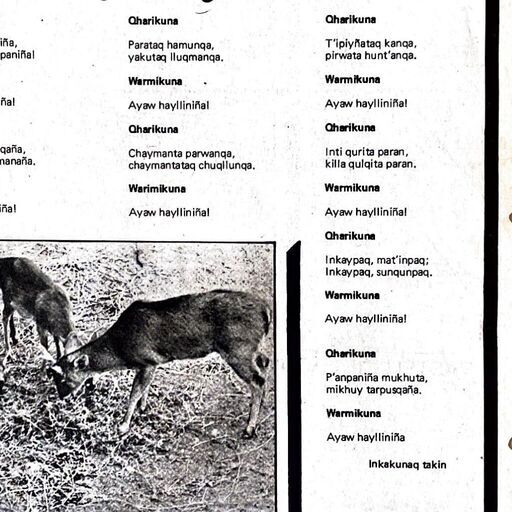 iña,
paniña!
ña!
qaña,
manaña.
iña!
Qharikuna
Parataq hamunqa,
yakutaq lluqmanqa.
Warmikuna
Ayaw haylliniña!
Qharikuna
Chaymanta parwanqa,
chaymantataq chuqllunqa.
Warimikuna
Ayaw haylliniña!
Qharikuna
T'ipiyñataq kanqa,
pirwata hunt'anqa.
Warmikuna
Ayaw haylliniña!
Qharikuna
Inti qurita paran,
killa qulqita paran.
Warmikuna
Ayaw haylliniña!
Qharikuna
Inkaypaq, mat'inpaq;
Inkaypaq, sunqunpaq.
Warmikuna
Ayaw haylliniña!
Qharikuna
P'anpaniña mukhuta,
mikhuy tarpusqaña.
Warmikuna
Ayaw haylliniña
Inkakunaq takin